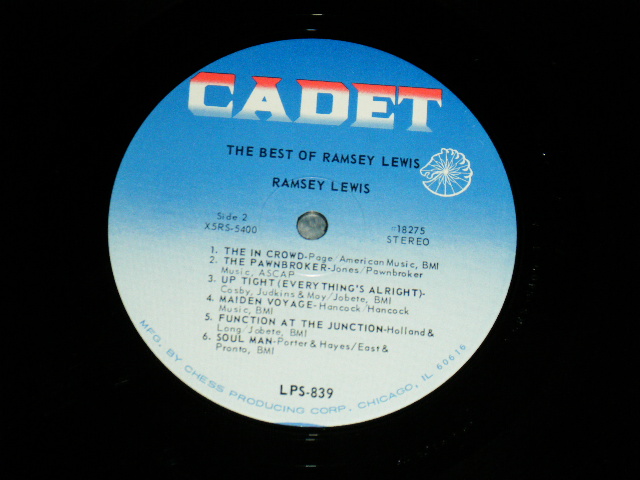 CADET
THE BEST OF RAMSEY LEWIS
RAMSEY LEWIS
Side 2
XSRS-5400
#18275
STEREO
1. THE IN CROWD-Page/American Music, BMI
2. THE PAWNBROKER-Jones/Pawnbroker
Music, ASCAP
3. UP TIGHT (EVERYTHING'S ALRIGHT)-
Cosby, Judkins & Moy/Jobete, BMI
4. MAIDEN VOYAGE-Hancock/Hancock
Music, BMI
5. FUNCTION AT THE JUNCTION-Holland &
Long/Jobete, BMI
6. SOUL MAN-Porter & Hayes/East &
Pronto, BMI
LPS-839
MFG. BY CHESS PRODUCING CORP. CHICAGO, IL 60616